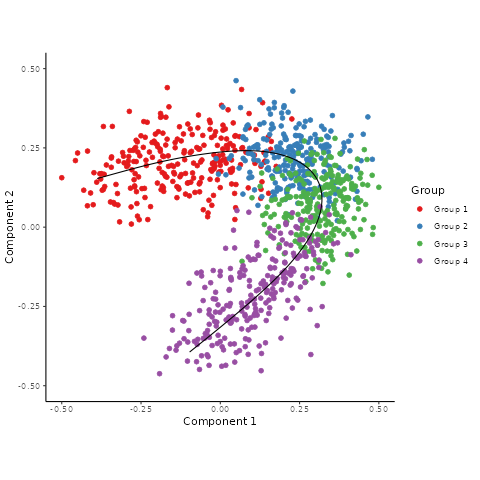 0.50
0.25
0.00
-0.25
-0.50
Component 2
-0.50 -0.25 0.00 0.25 0.50
Component 1
Group
Group 1
Group 2
Group 3
Group 4